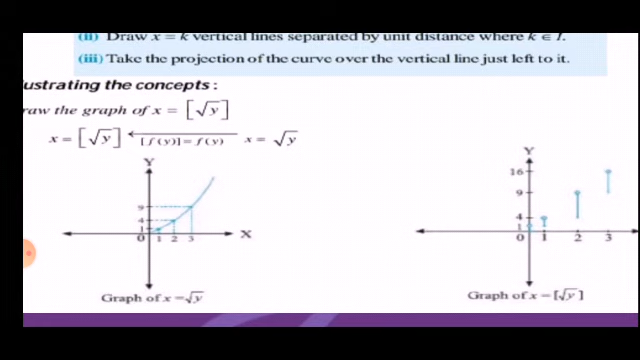 (ii) Draw x = k vertical lines separated by unit distance where k ∈ I.
(iii) Take the projection of the curve over the vertical line just left to it.
ustrating the concepts :
raw the graph of x = [√y]
x = [√y] ← [f(y)] = f(y) x = √y
Y
9
4
1
0 1 2 3 X
Graph of x = √y
Y
16
9
4
1
0 1 2 3
Graph of x = [√y]